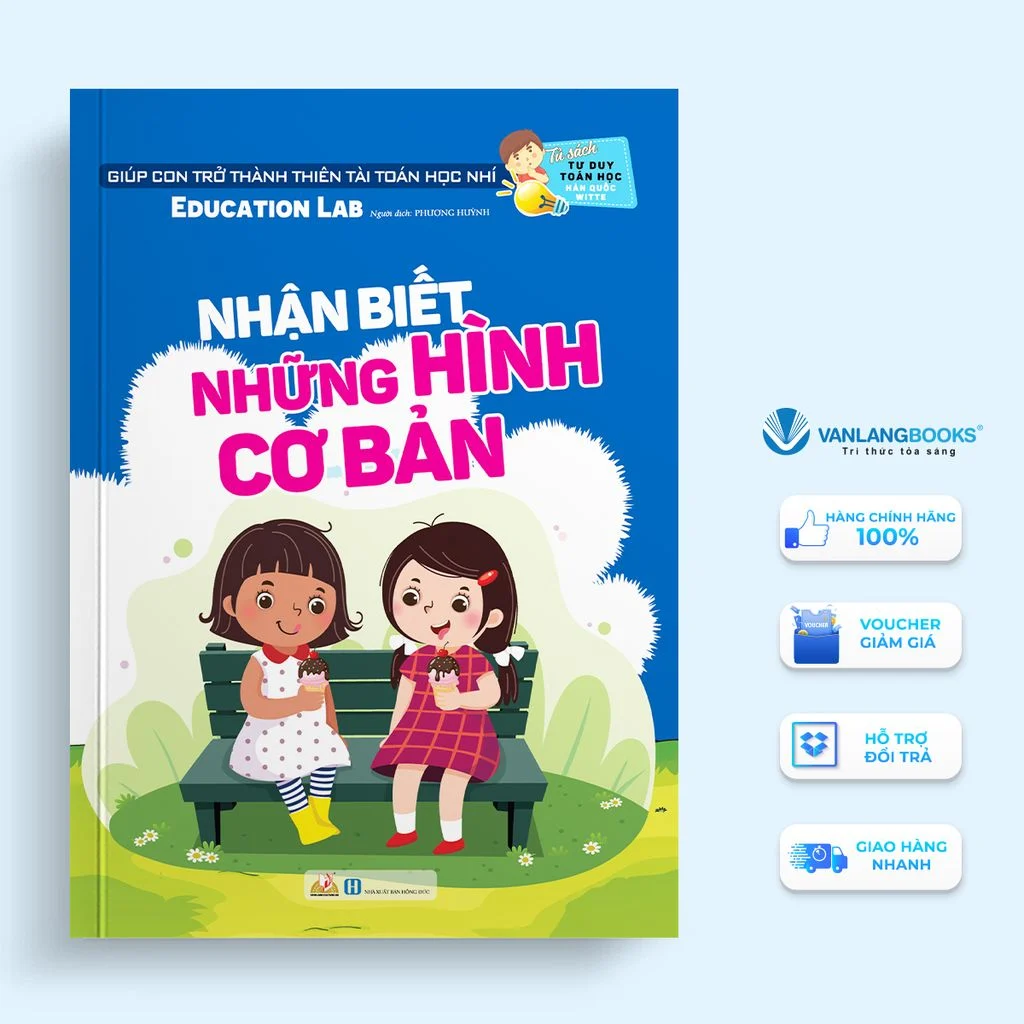 GIÚP CON TRỞ THÀNH THIÊN TÀI TOÁN HỌC NHÍ
EDUCATION LAB Người dịch: PHƯƠNG HUỲNH
Tủ sách
TƯ DUY
TOÁN HỌC
HÀN QUỐC
WITTE
NHẬN BIẾT
NHỮNG HÌNH
CƠ BẢN
NHÀ XUẤT BẢN HỒNG ĐỨC
VANLANGBOOKS®
Tri thức tỏa sáng
HÀNG CHÍNH HÃNG
100%
VOUCHER
VOUCHER
GIẢM GIÁ
HỖ TRỢ
ĐỔI TRẢ
GIAO HÀNG
NHANH